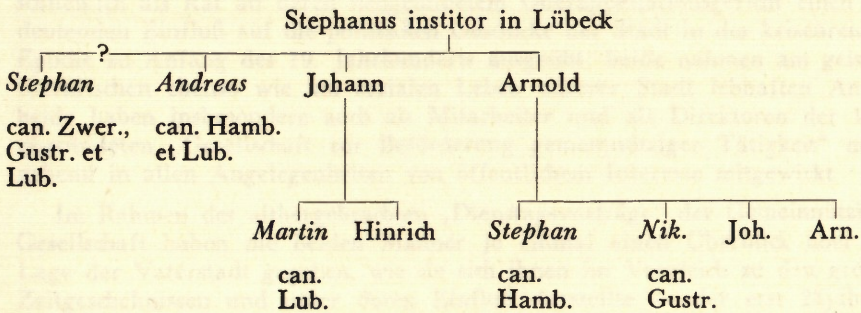 Stephanus institor in Lübeck
?
Stephan Andreas Johann Arnold
can. Zwer., can. Hamb.
Gustr. et et Lub.
Lub.
Martin Hinrich Stephan Nik. Joh. Arn.
can. can. can.
Lub. Hamb. Gustr.